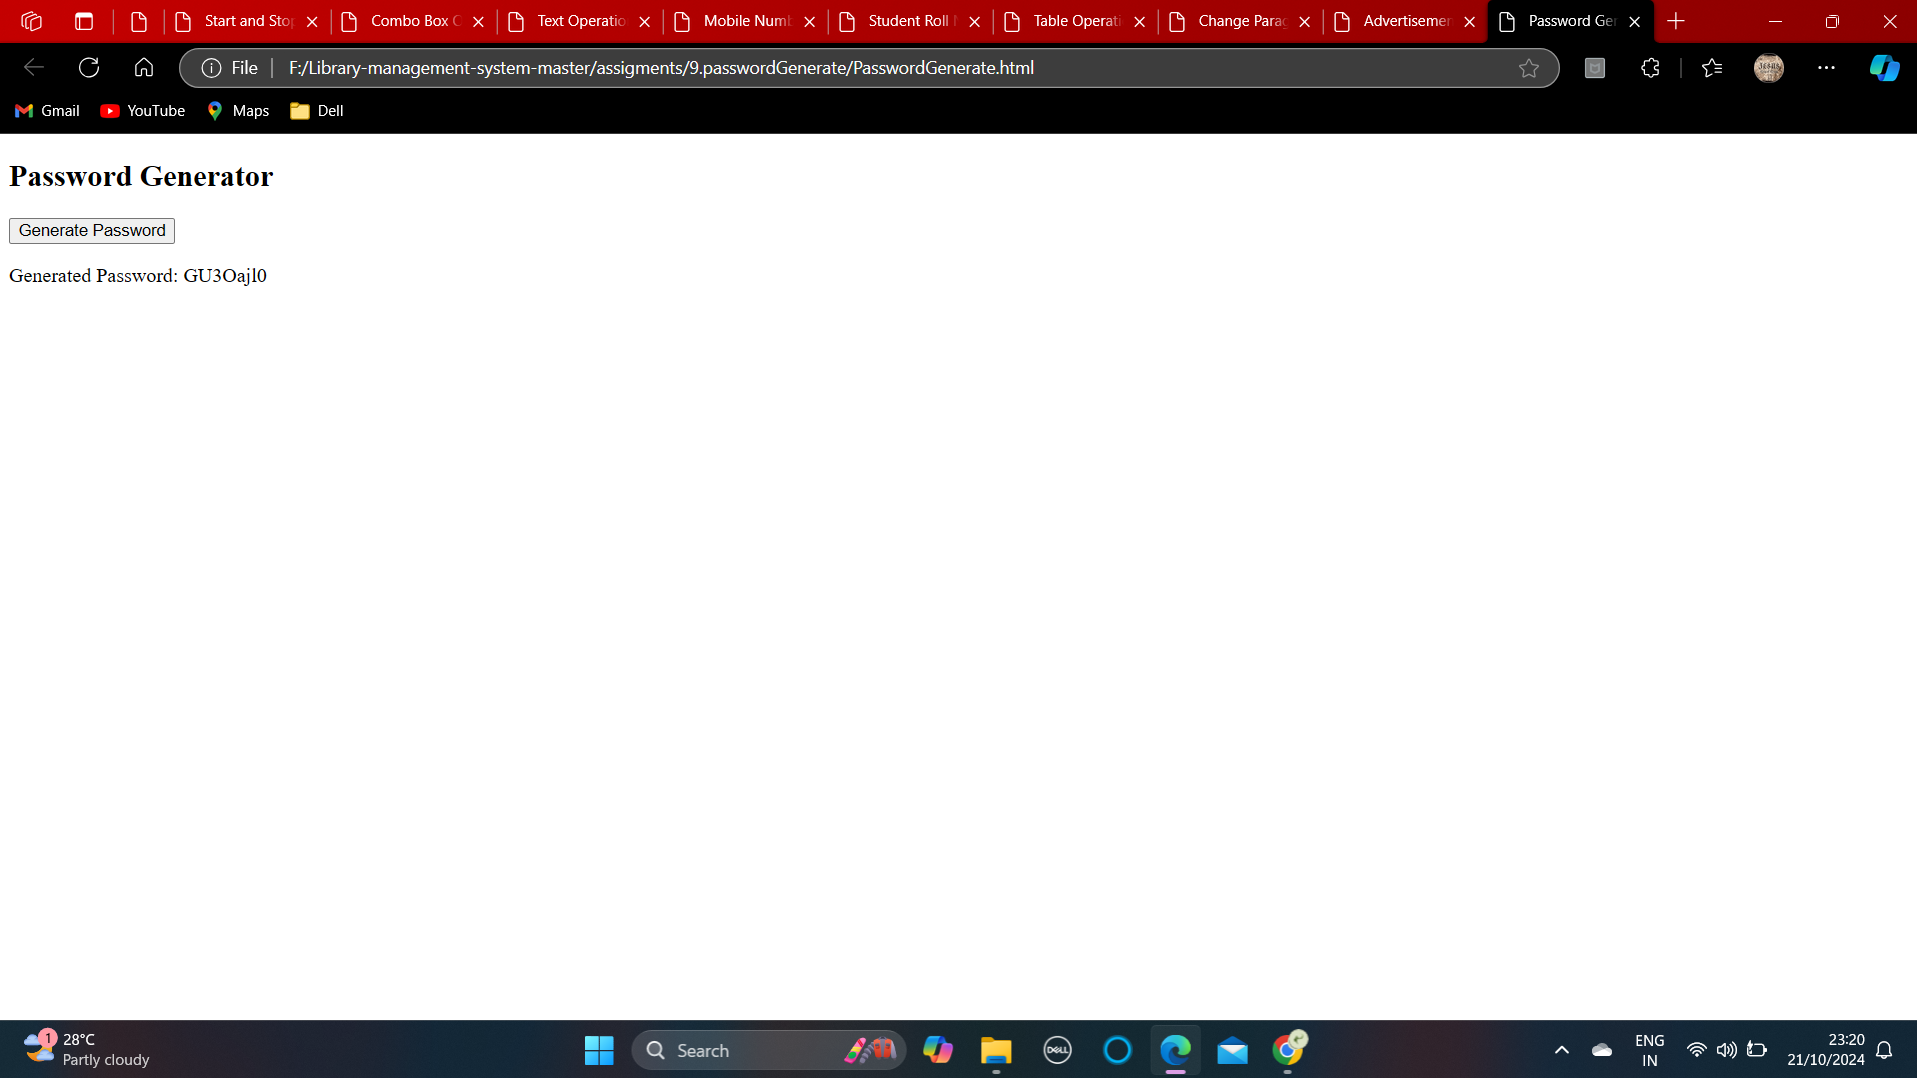 Start and Stop
Combo Box C
Text Operatio
Mobile Numb
Student Roll N
Table Operati
Change Parag
Advertisemen
Password Gen
File
F:/Library-management-system-master/assigments/9.passwordGenerate/PasswordGenerate.html
Gmail
YouTube
Maps
Dell
Password Generator
Generate Password
Generated Password: GU3Oajl0
1
28°C
Partly cloudy
Search
DELL
ENG
IN
23:20
21/10/2024